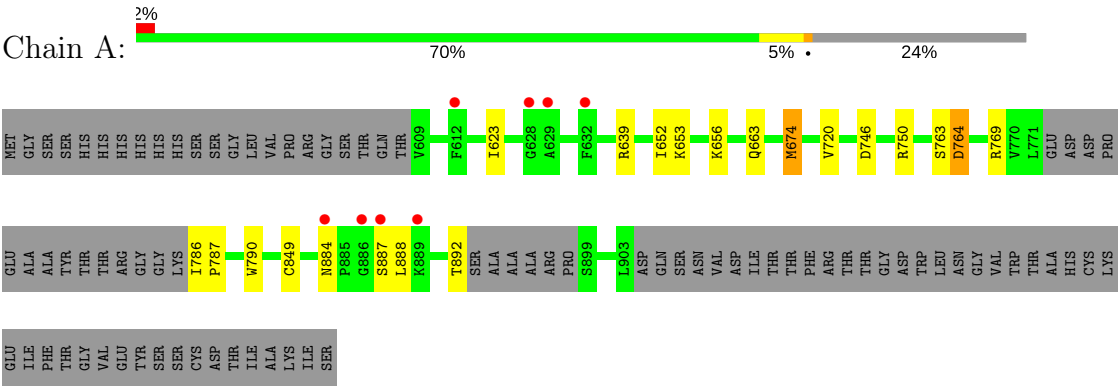 2%
Chain A:
70% 5% • 24%
MET GLY SER SER HIS HIS HIS HIS HIS HIS SER SER GLY LEU VAL PRO ARG GLY SER THR GLN THR V609 F612 I623 G628 A629 F632 R639 I652 K653 K656 Q663 M674 V720 D746 R750 S763 D764 R769 V770 L771 GLU ASP ASP PRO
GLU ALA ALA TYR THR THR ARG GLY GLY LYS I786 P787 W790 C849 N884 P885 G886 S887 L888 K889 T892 SER ALA ALA ALA ARG PRO S899 L903 ASP GLN SER ASN VAL ASP ILE THR THR PHE ARG THR THR GLY ASP TRP LEU ASN GLY VAL TRP THR ALA HIS CYS LYS
GLU ILE PHE THR GLY VAL GLU TYR SER SER CYS ASP THR ILE ALA LYS ILE SER